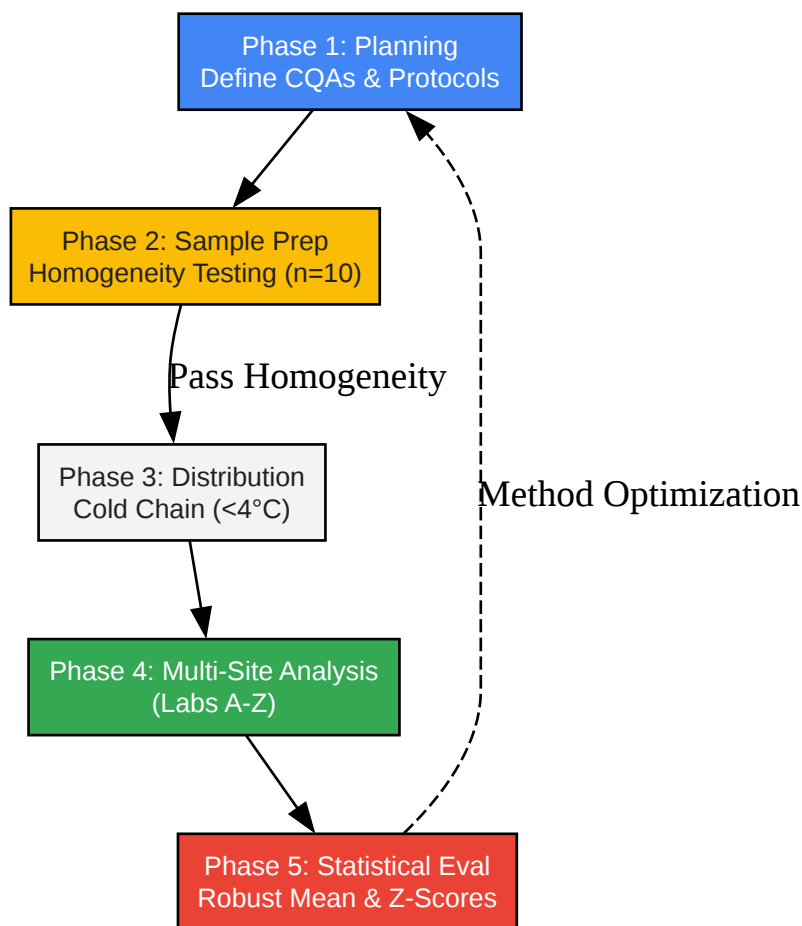 Phase 1: Planning
Define CQAs & Protocols
Phase 2: Sample Prep
Homogeneity Testing (n=10)
Pass Homogeneity
Phase 3: Distribution
Cold Chain (<4°C)
Method Optimization
Phase 4: Multi-Site Analysis
(Labs A-Z)
Phase 5: Statistical Eval
Robust Mean & Z-Scores